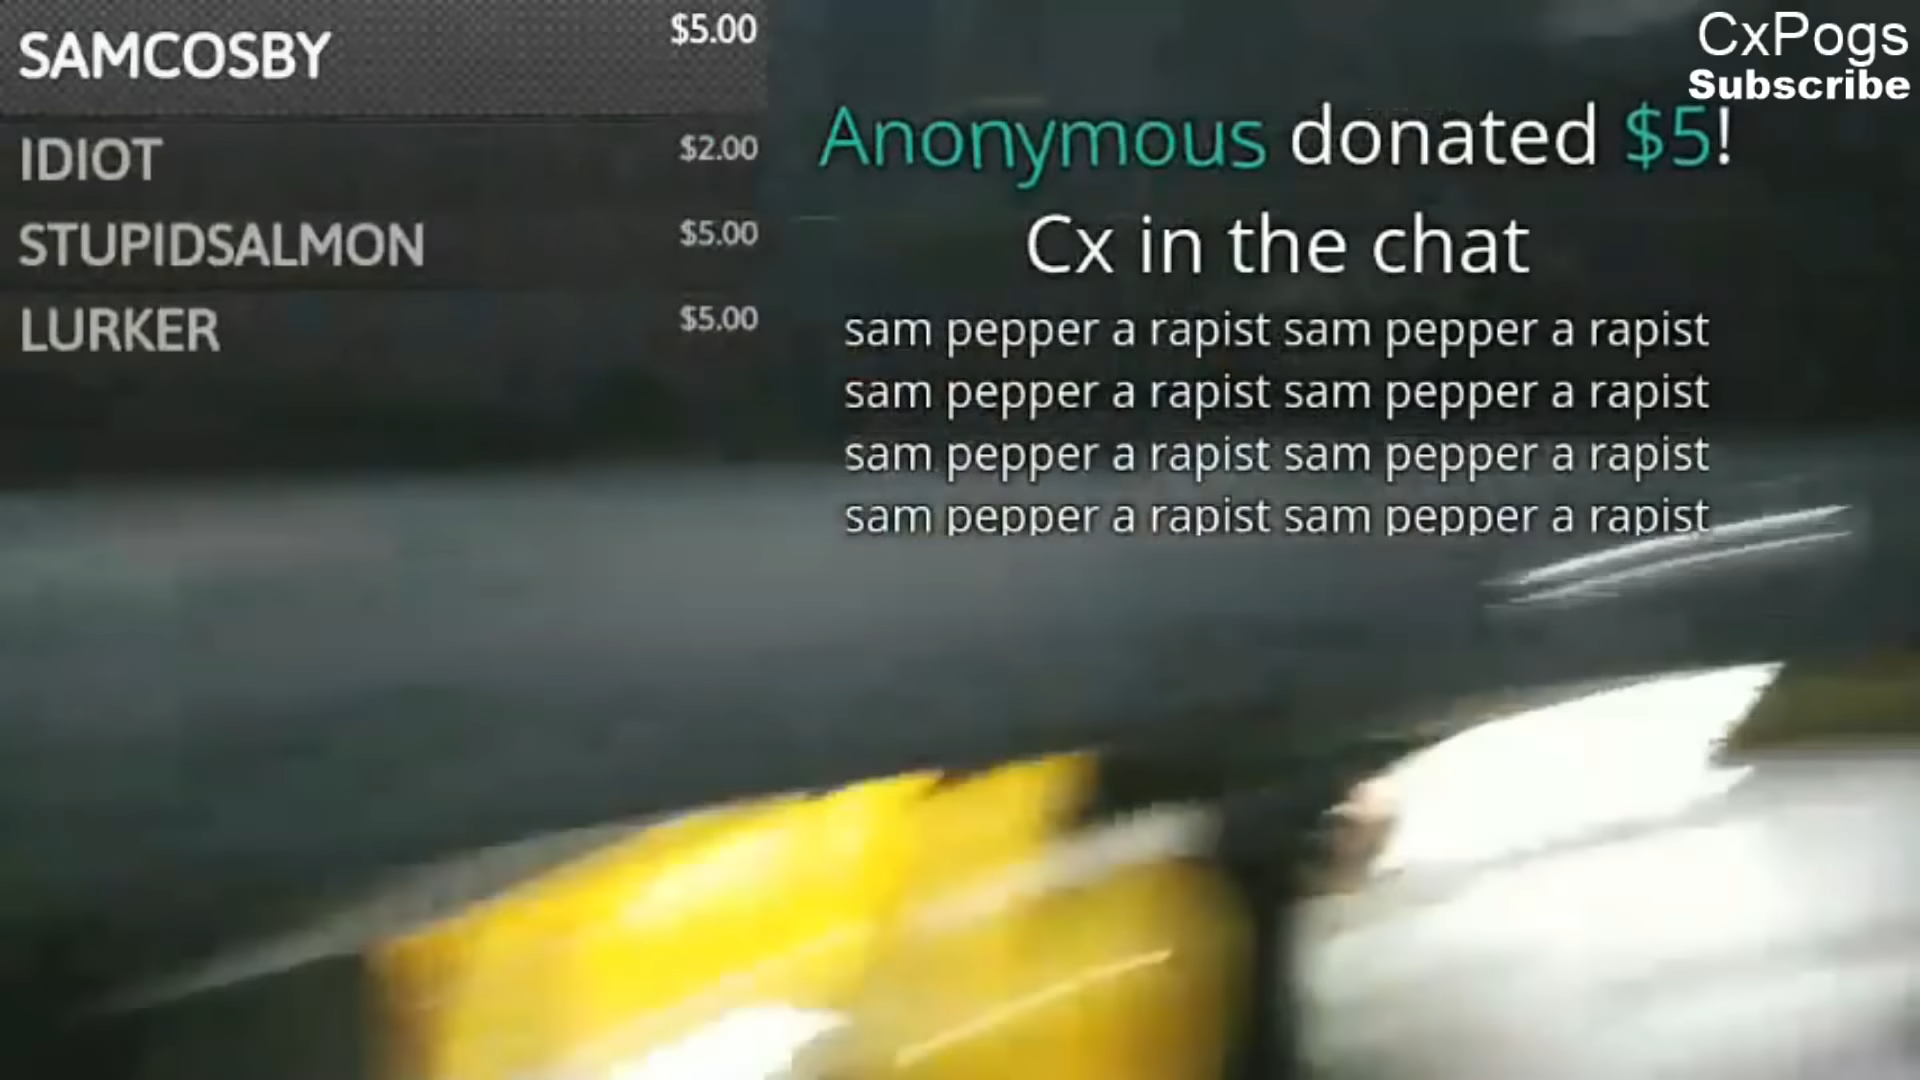 SAMCOSBY $5.00
IDIOT $2.00
STUPIDSALMON $5.00
LURKER $5.00
CxPogs
Subscribe
Anonymous donated $5!
Cx in the chat
sam pepper a rapist sam pepper a rapist
sam pepper a rapist sam pepper a rapist
sam pepper a rapist sam pepper a rapist
sam pepper a rapist sam pepper a rapist